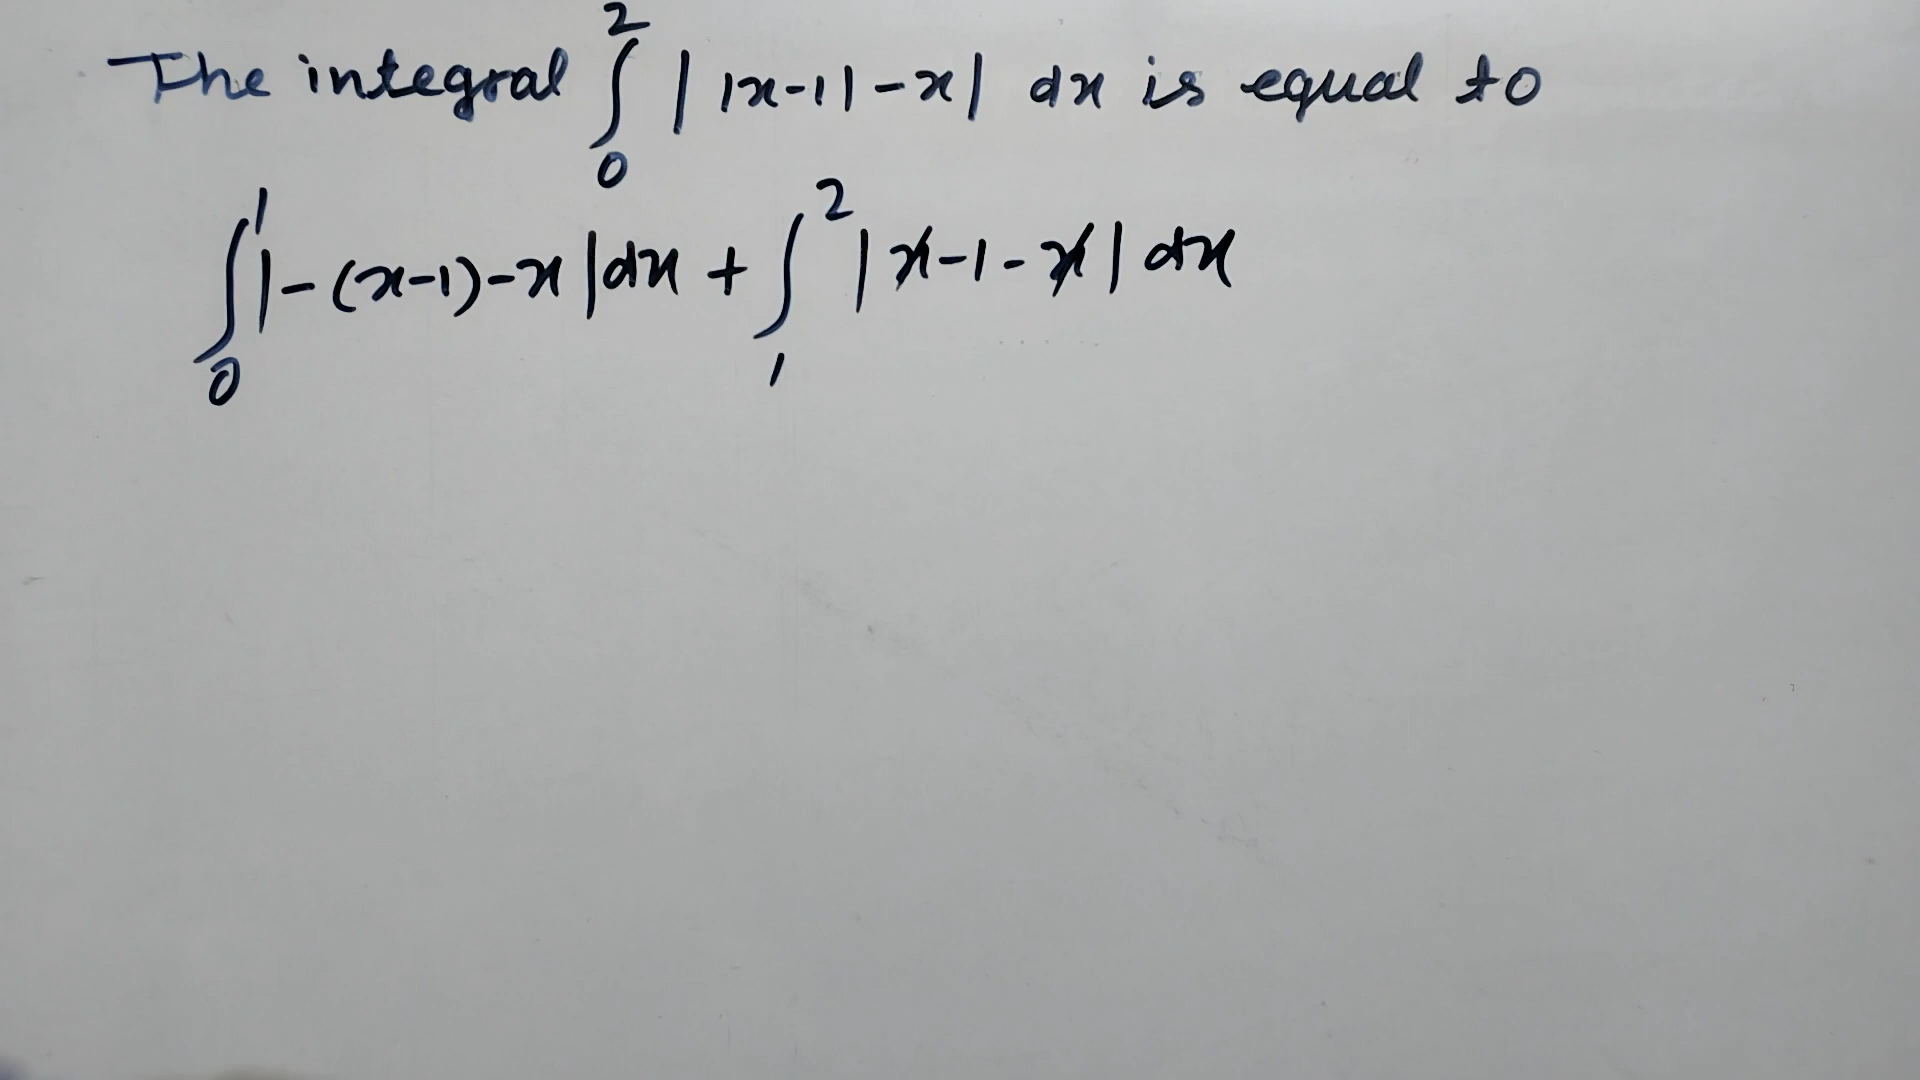 The integral ∫₀² | |x-1| - x | dx is equal to
∫₀¹ | -(x-1) - x | dx + ∫₁² | x - 1 - x | dx